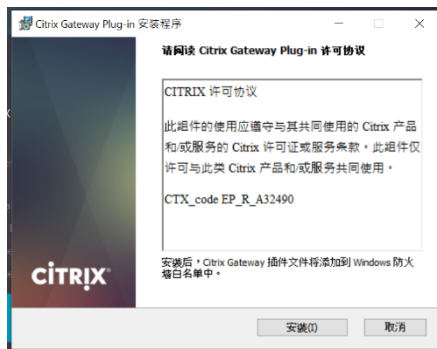 Citrix Gateway Plug-in 安装程序
请阅读 Citrix Gateway Plug-in 许可协议
CITRIX 许可协议
此组件的使用应遵守与其共同使用的 Citrix 产品
和/或服务的 Citrix 许可证或服务条款。此组件仅
许可与此类 Citrix 产品和/或服务共同使用。
CTX_code EP_R_A32490
CITRIX
安装后，Citrix Gateway 插件文件将添加到 Windows 防火
墙白名单中。
安装(I)
取消